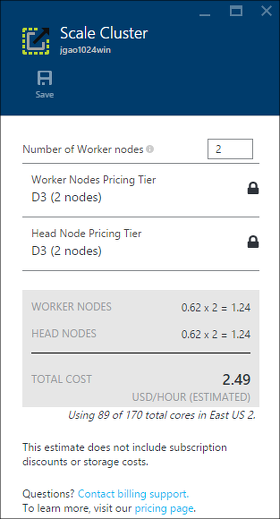 Scale Cluster
jgao1024win
Save
Number of Worker nodes 2
Worker Nodes Pricing Tier
D3 (2 nodes)
Head Node Pricing Tier
D3 (2 nodes)
WORKER NODES 0.62 x 2 = 1.24
HEAD NODES 0.62 x 2 = 1.24
TOTAL COST 2.49
USD/HOUR (ESTIMATED)
Using 89 of 170 total cores in East US 2.
This estimate does not include subscription
discounts or storage costs.
Questions? Contact billing support.
To learn more, visit our pricing page.